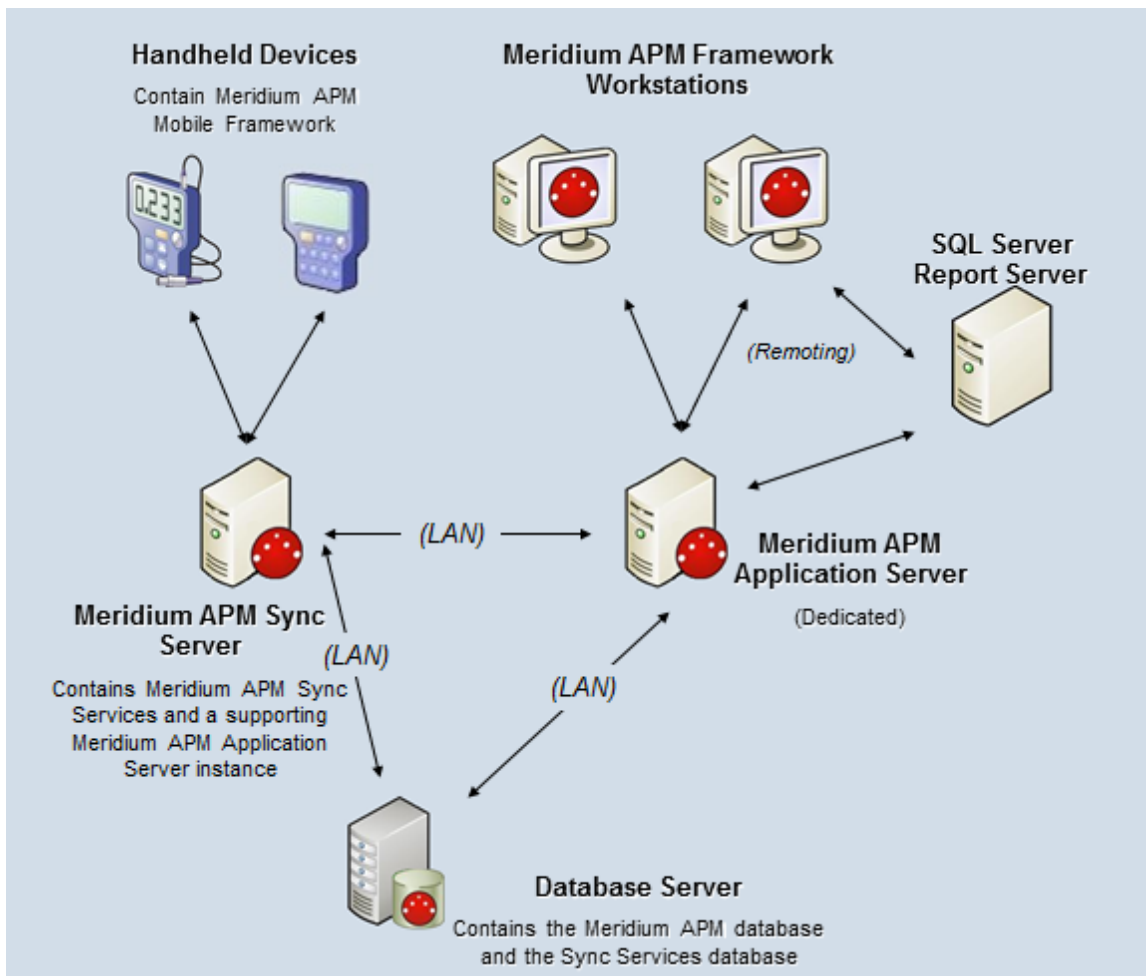 Handheld Devices
Contain Meridium APM
Mobile Framework
0.233
Meridium APM Framework
Workstations
SQL Server
Report Server
(Remoting)
(LAN)
Meridium APM
Application Server
(Dedicated)
Meridium APM Sync
Server
(LAN)
Contains Meridium APM Sync
Services and a supporting
Meridium APM Application
Server instance
(LAN)
Database Server
Contains the Meridium APM database
and the Sync Services database